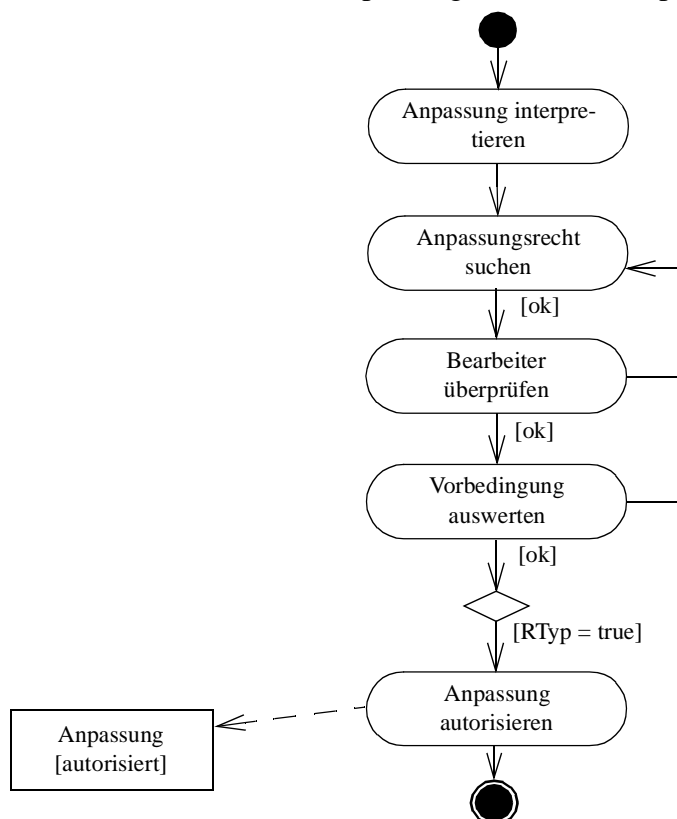 Anpassung interpre-
tieren
Anpassungsrecht
suchen
[ok]
Bearbeiter
überprüfen
[ok]
Vorbedingung
auswerten
[ok]
[RTyp = true]
Anpassung
autorisieren
Anpassung
[autorisiert]